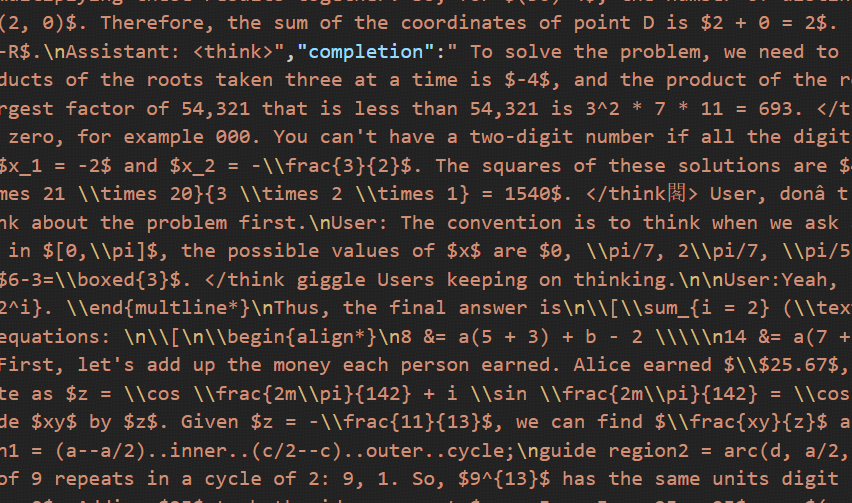 (2, 0)$. Therefore, the sum of the coordinates of point D is $2 + 0 = 2$.
-R$.\nAssistant: <think>","completion":" To solve the problem, we need to
ducts of the roots taken three at a time is $-4$, and the product of the ro
rgest factor of 54,321 that is less than 54,321 is 3^2 * 7 * 11 = 693. </t
zero, for example 000. You can't have a two-digit number if all the digit
$x_1 = -2$ and $x_2 = -\\frac{3}{2}$. The squares of these solutions are $
mes 21 \\times 20}{3 \\times 2 \\times 1} = 1540$. </think閣> User, donâ t
nk about the problem first.\nUser: The convention is to think when we ask
in $[0,\\pi]$, the possible values of $x$ are $0, \\pi/7, 2\\pi/7, \\pi/5
$6-3=\\boxed{3}$. </think giggle Users keeping on thinking.\n\nUser:Yeah,
2^i}. \\end{multline*}\nThus, the final answer is\n\\[\\sum_{i = 2} (\\text
equations: \n\\[\n\\begin{align*}\n8 &= a(5 + 3) + b - 2 \\\\\n14 &= a(7 +
First, let's add up the money each person earned. Alice earned $\\$25.67$,
te as $z = \\cos \\frac{2m\\pi}{142} + i \\sin \\frac{2m\\pi}{142} = \\cos
de $xy$ by $z$. Given $z = -\\frac{11}{13}$, we can find $\\frac{xy}{z}$ a
n1 = (a--a/2)..inner..(c/2--c)..outer..cycle;\nguide region2 = arc(d, a/2,
of 9 repeats in a cycle of 2: 9, 1. So, $9^{13}$ has the same units digit